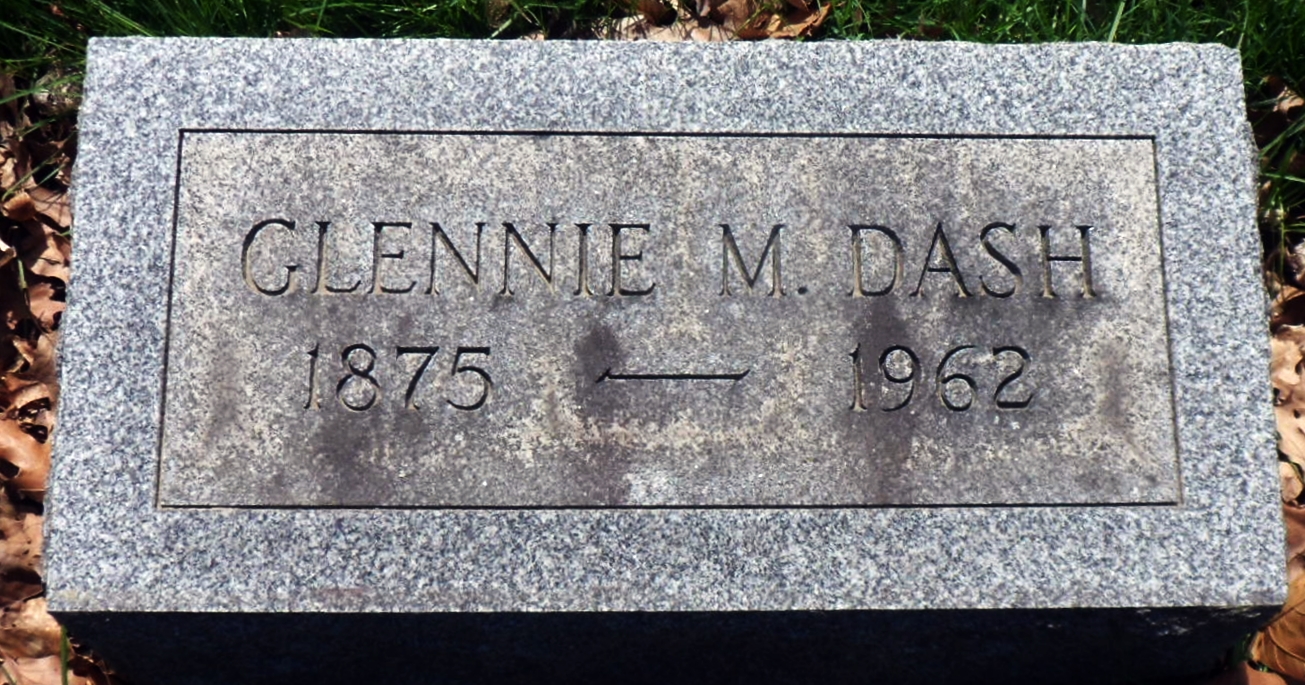 GLENNIE M. DASH
1875 — 1962